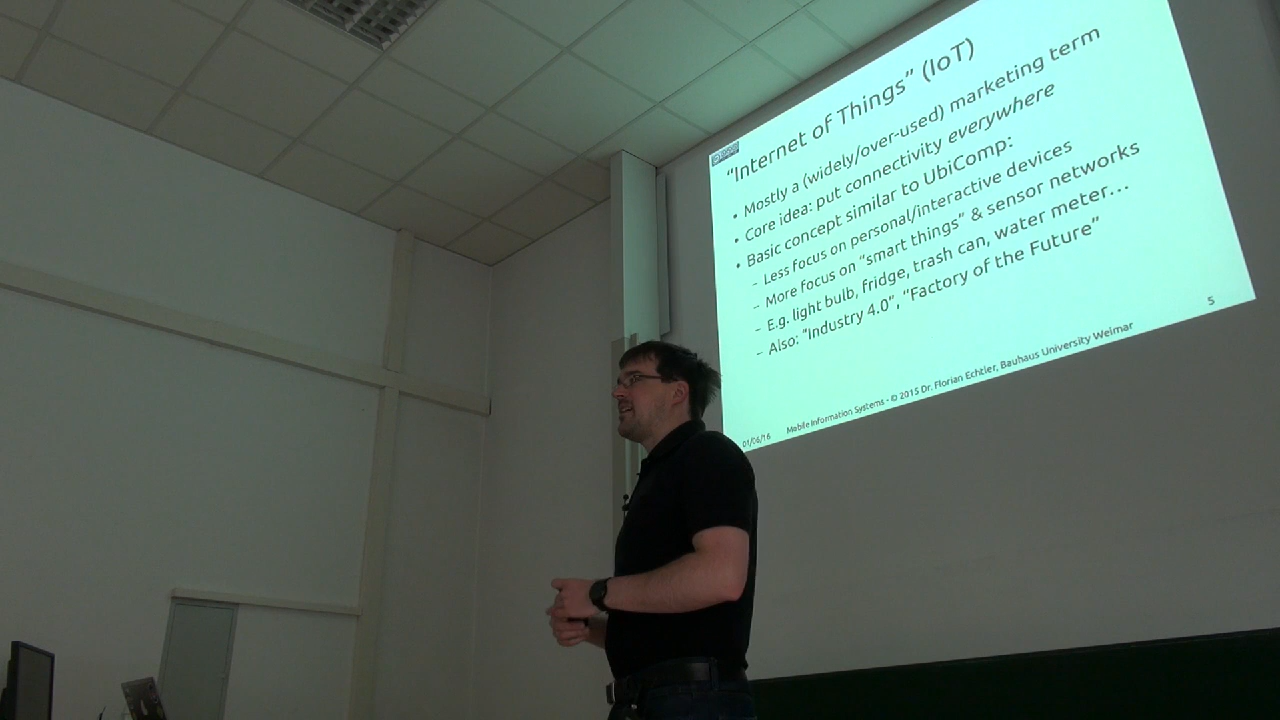 “Internet of Things” (IoT)
• Mostly a (widely/over-used) marketing term
• Core idea: put connectivity everywhere
• Basic concept similar to UbiComp:
– Less focus on personal/interactive devices
– More focus on “smart things” & sensor networks
– E.g. light bulb, fridge, trash can, water meter…
– Also: “Industry 4.0”, “Factory of the Future”
5
01/06/16 Mobile Information Systems - © 2015 Dr. Florian Echtler, Bauhaus University Weimar